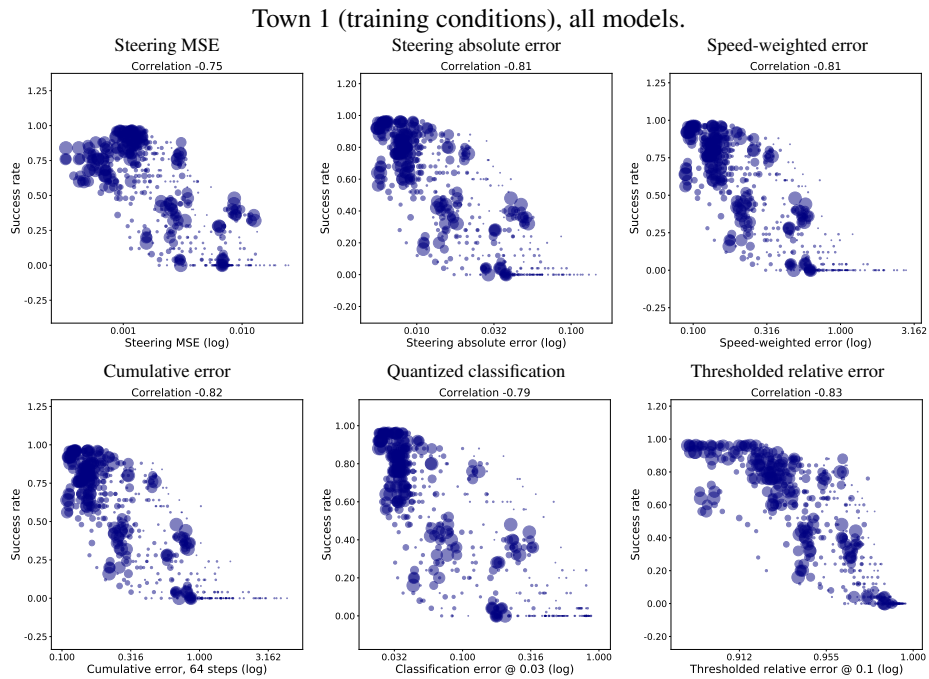 Town 1 (training conditions), all models.
Steering MSE
Correlation -0.75
1.25
1.00
0.75
0.50
0.25
0.00
-0.25
Success rate
0.001 0.010
Steering MSE (log)
Steering absolute error
Correlation -0.81
1.20
1.00
0.80
0.60
0.40
0.20
0.00
-0.20
Success rate
0.010 0.032 0.100
Steering absolute error (log)
Speed-weighted error
Correlation -0.81
1.25
1.00
0.75
0.50
0.25
0.00
-0.25
Success rate
0.100 0.316 1.000 3.162
Speed-weighted error (log)
Cumulative error
Correlation -0.82
1.25
1.00
0.75
0.50
0.25
0.00
-0.25
Success rate
0.100 0.316 1.000 3.162
Cumulative error, 64 steps (log)
Quantized classification
Correlation -0.79
1.00
0.80
0.60
0.40
0.20
0.00
Success rate
0.032 0.100 0.316 1.000
Classification error @ 0.03 (log)
Thresholded relative error
Correlation -0.83
1.20
1.00
0.80
0.60
0.40
0.20
0.00
-0.20
Success rate
0.912 0.955 1.000
Thresholded relative error @ 0.1 (log)